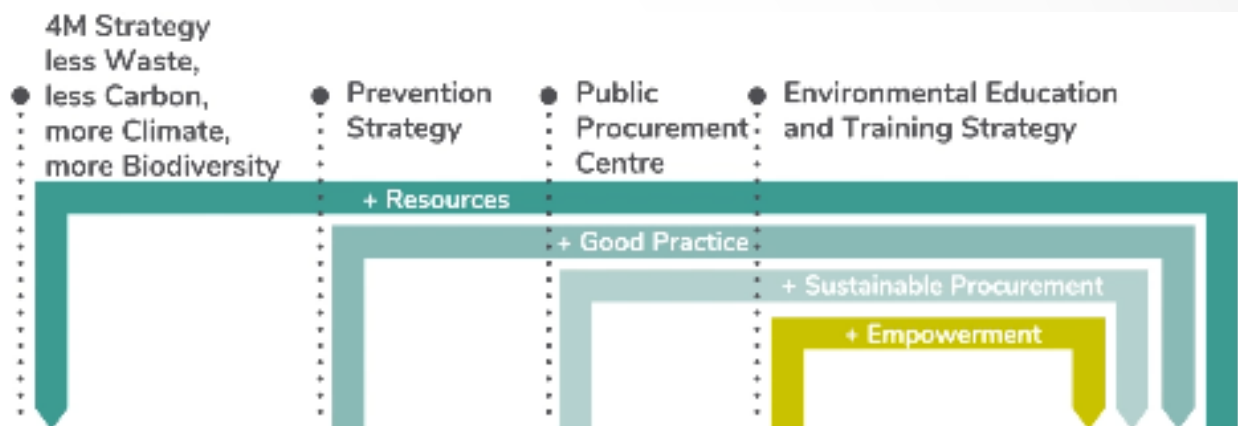 4M Strategy
less Waste,
less Carbon,
more Climate,
more Biodiversity
Prevention
Strategy
Public
Procurement
Centre
Environmental Education
and Training Strategy
+ Resources
+ Good Practice
+ Sustainable Procurement
+ Empowerment